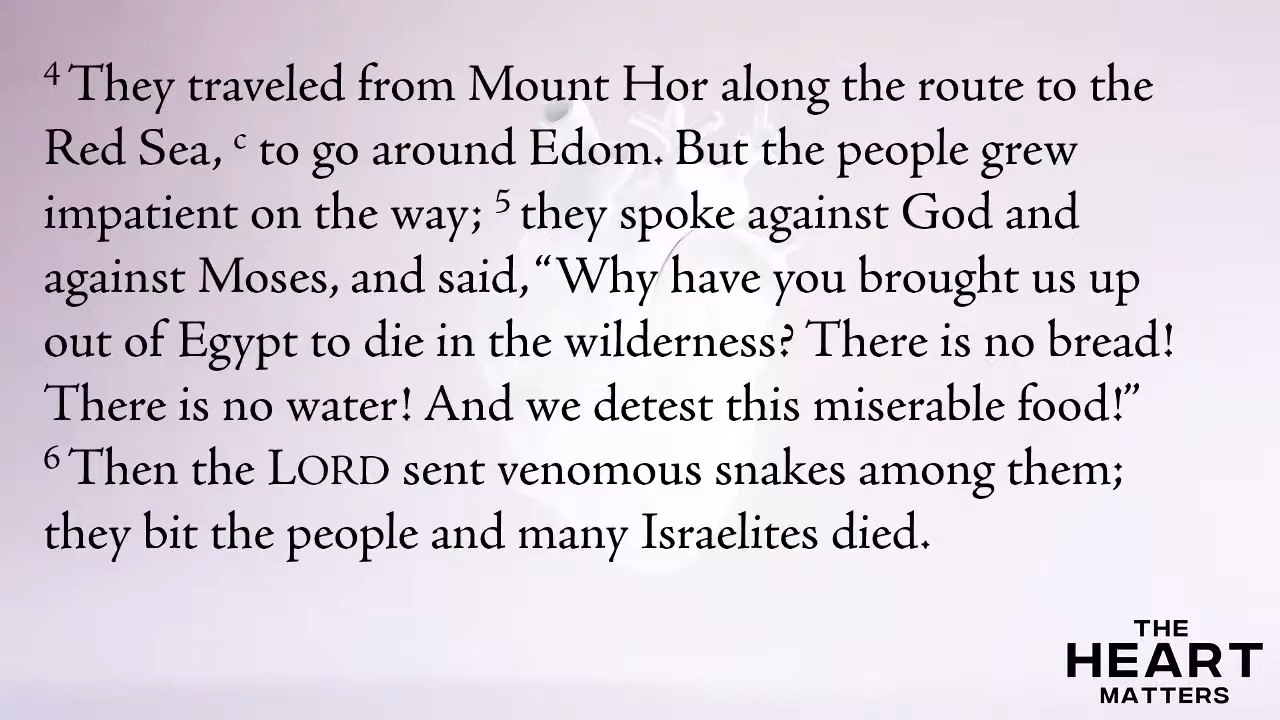 4 They traveled from Mount Hor along the route to the
Red Sea, c to go around Edom. But the people grew
impatient on the way; 5 they spoke against God and
against Moses, and said, “Why have you brought us up
out of Egypt to die in the wilderness? There is no bread!
There is no water! And we detest this miserable food!”
6 Then the LORD sent venomous snakes among them;
they bit the people and many Israelites died.
THE
HEART
MATTERS